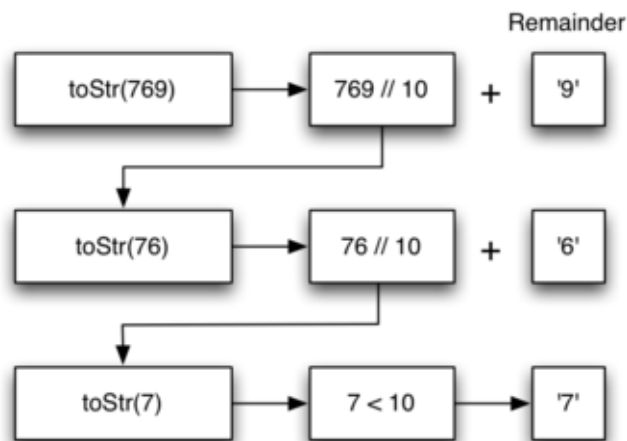 Remainder
toStr(769) 769 // 10 + '9'
toStr(76) 76 // 10 + '6'
toStr(7) 7 < 10 '7'